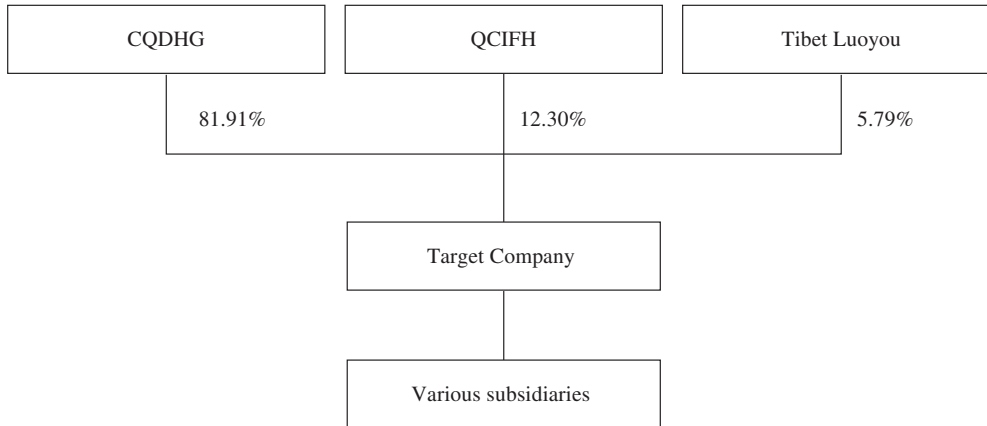 CQDHG
QCIFH
Tibet Luoyou
81.91%
12.30%
5.79%
Target Company
Various subsidiaries